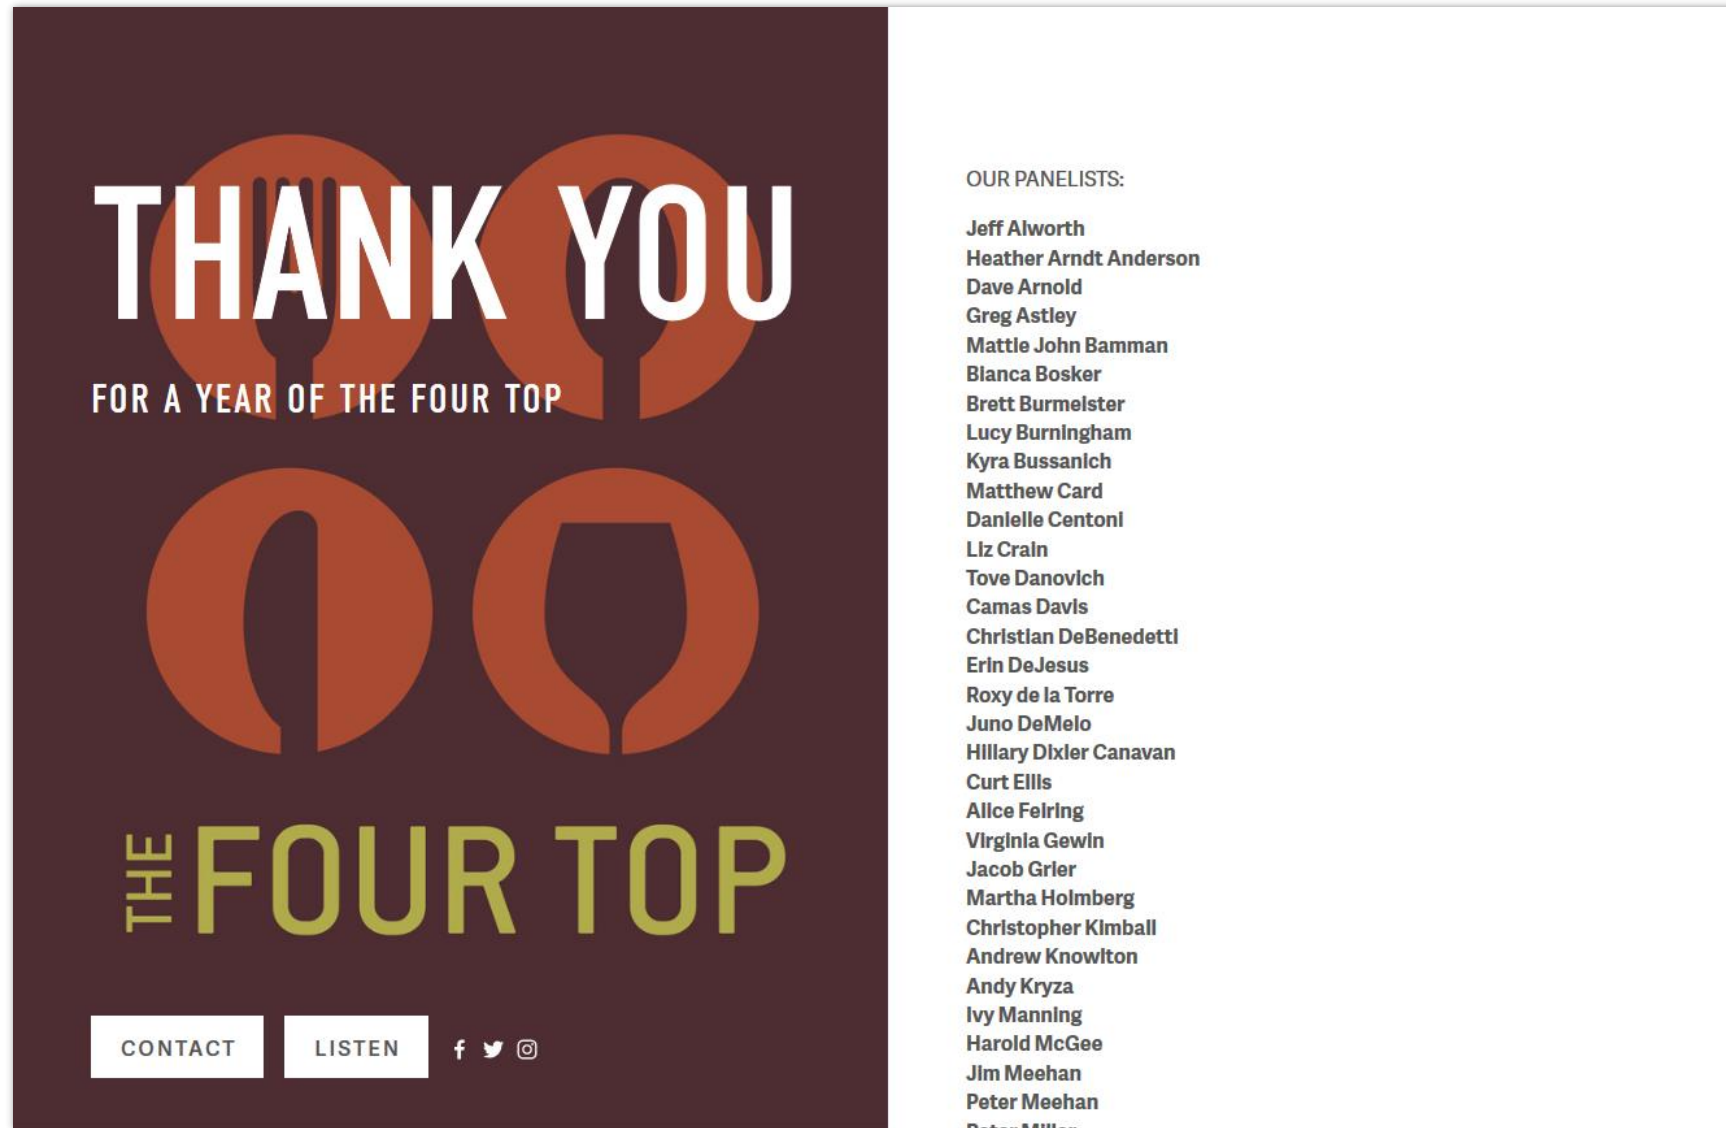 THANK YOU
FOR A YEAR OF THE FOUR TOP
THE FOUR TOP
CONTACT
LISTEN
OUR PANELISTS:
Jeff Alworth
Heather Arndt Anderson
Dave Arnold
Greg Astley
Mattie John Bamman
Bianca Bosker
Brett Burmeister
Lucy Burningham
Kyra Bussanich
Matthew Card
Danielle Centoni
Liz Crain
Tove Danovich
Camas Davis
Christian DeBenedetti
Erin DeJesus
Roxy de la Torre
Juno DeMelo
Hillary Dixler Canavan
Curt Ellis
Alice Feiring
Virginia Gewin
Jacob Grier
Martha Holmberg
Christopher Kimball
Andrew Knowlton
Andy Kryza
Ivy Manning
Harold McGee
Jim Meehan
Peter Meehan